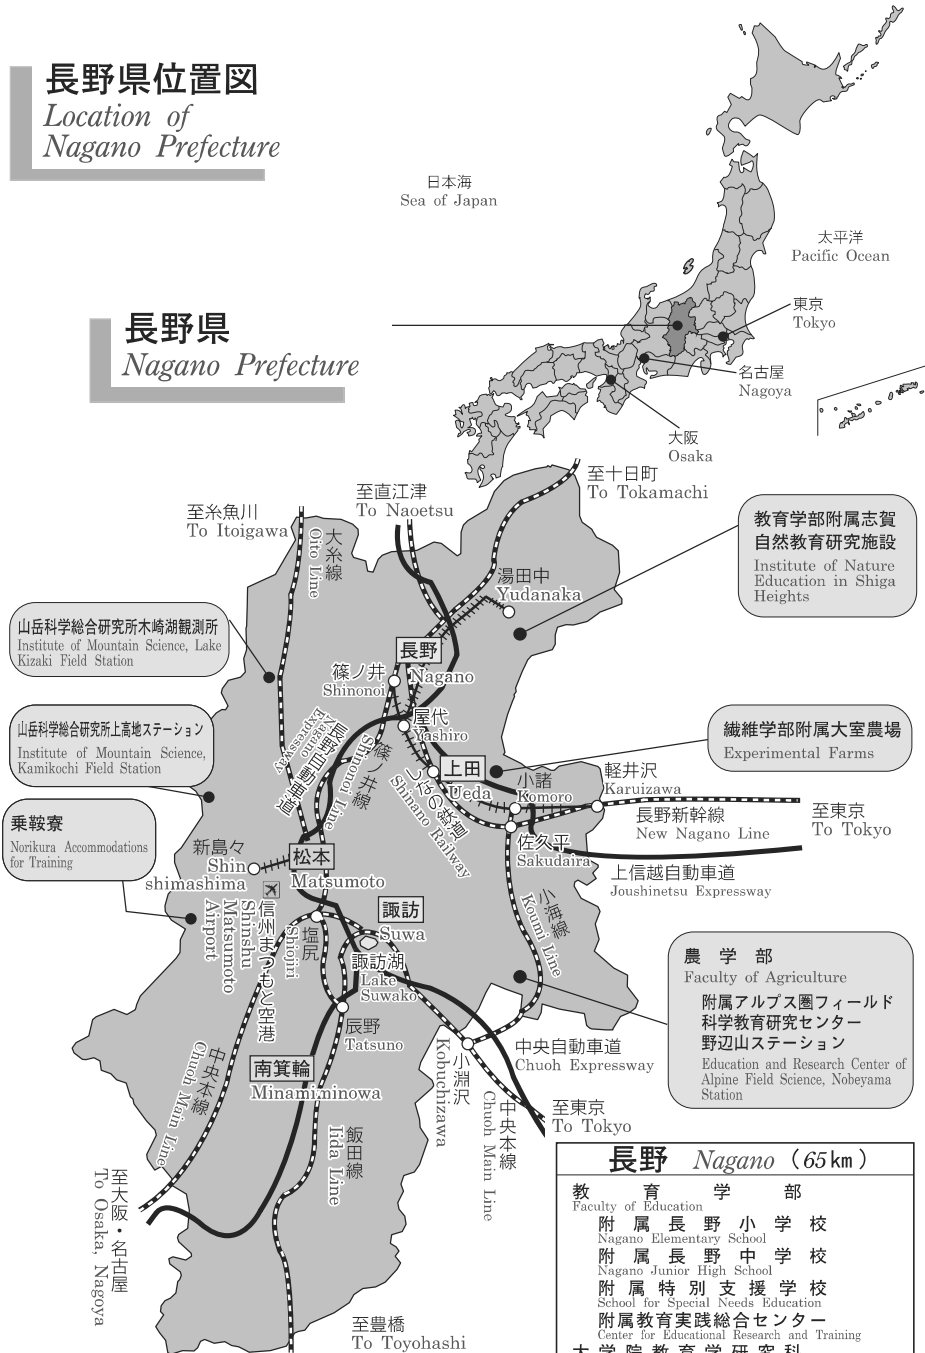 長野県位置図
Location of
Nagano Prefecture
日本海
Sea of Japan
太平洋
Pacific Ocean
東京
Tokyo
名古屋
Nagoya
大阪
Osaka
長野県
Nagano Prefecture
至十日町
To Tokamachi
至直江津
To Naoetsu
至糸魚川
To Itoigawa
大糸線
Oito Line
湯田中
Yudanaka
教育学部附属志賀
自然教育研究施設
Institute of Nature
Education in Shiga
Heights
山岳科学総合研究所木崎湖観測所
Institute of Mountain Science, Lake
Kizaki Field Station
長野
Nagano
篠ノ井
Shinonoi
屋代
Yashiro
山岳科学総合研究所上高地ステーション
Institute of Mountain Science,
Kamikochi Field Station
長野自動車道
Nagano
Expressway
篠ノ井線
Shinonoi Line
しなの鉄道
Shinano Railway
上田
Ueda
繊維学部附属大室農場
Experimental Farms
小諸
Komoro
軽井沢
Karuizawa
至東京
To Tokyo
長野新幹線
New Nagano Line
佐久平
Sakudaira
上信越自動車道
Joushinetsu Expressway
乗鞍寮
Norikura Accommodations
for Training
新島々
Shin
shimashima
松本
Matsumoto
信州まつもと空港
Shinshu
Matsumoto
Airport
塩尻
Shiojiri
諏訪
Suwa
諏訪湖
Lake
Suwako
小海線
Koumi Line
農学部
Faculty of Agriculture
附属アルプス圏フィールド
科学教育研究センター
野辺山ステーション
Education and Research Center of
Alpine Field Science, Nobeyama
Station
辰野
Tatsuno
小淵沢
Kobuchizawa
中央自動車道
Chuoh Expressway
中央本線
Chuoh Main Line
南箕輪
Minamiminowa
中央本線
Chuoh Main Line
至東京
To Tokyo
飯田線
Iida Line
至大阪・名古屋
To Osaka, Nagoya
至豊橋
To Toyohashi
長野 Nagano (65km)
教育学部
Faculty of Education
附属長野小学校
Nagano Elementary School
附属長野中学校
Nagano Junior High School
附属特別支援学校
School for Special Needs Education
附属教育実践総合センター
Center for Educational Research and Training
大学院教育学研究科